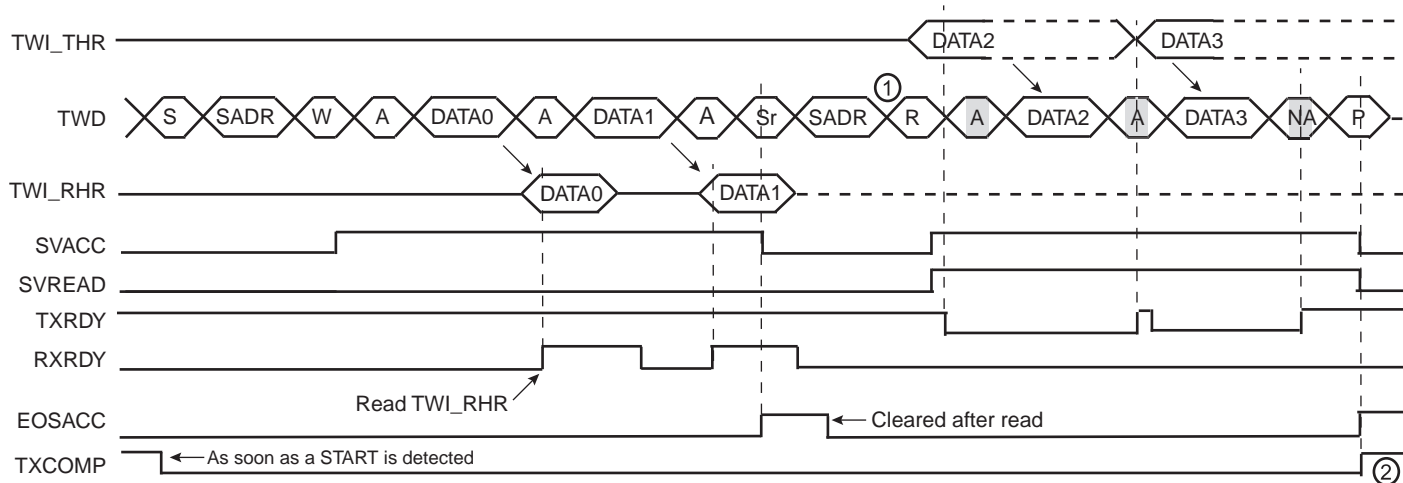 TWI_THR DATA2 DATA3
①
TWD S SADR W A DATA0 A DATA1 A Sr SADR R A DATA2 A DATA3 NA P
TWI_RHR DATA0 DATA1
SVACC
SVREAD
TXRDY
RXRDY
Read TWI_RHR
EOSACC Cleared after read
TXCOMP As soon as a START is detected ②